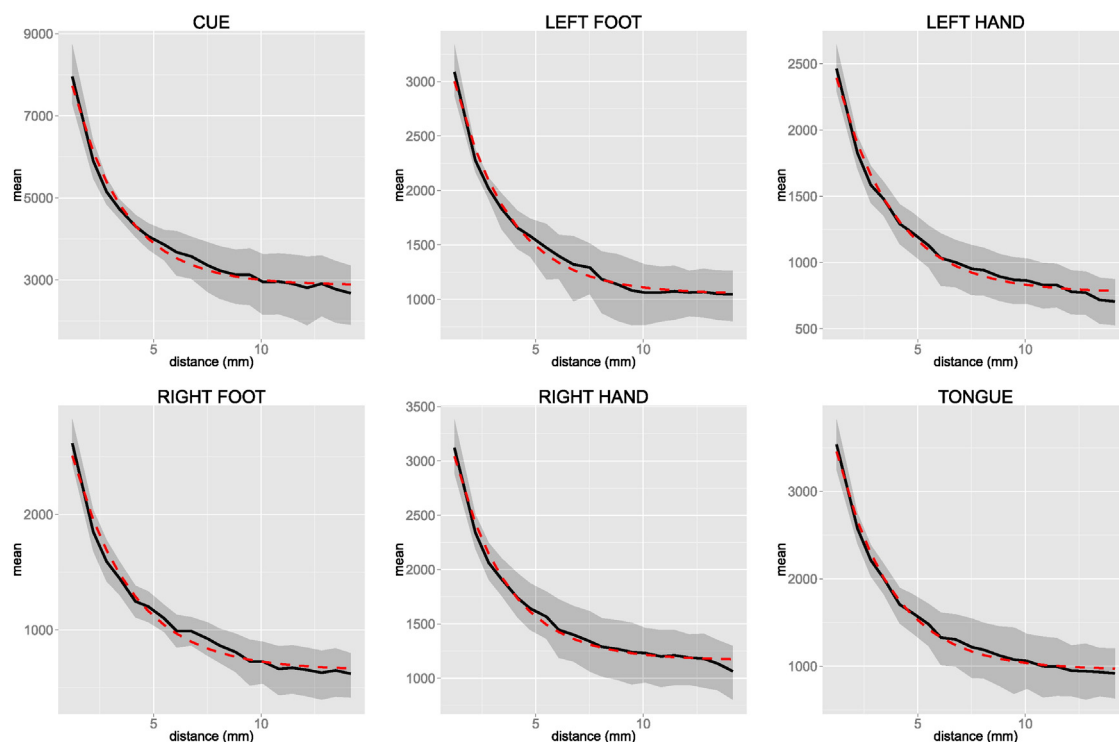 CUE
9000
7000
5000
3000
mean
5
10
distance (mm)
LEFT FOOT
3000
2500
2000
1500
1000
mean
5
10
distance (mm)
LEFT HAND
2500
2000
1500
1000
500
mean
5
10
distance (mm)
RIGHT FOOT
2000
1000
mean
5
10
distance (mm)
RIGHT HAND
3500
3000
2500
2000
1500
1000
mean
5
10
distance (mm)
TONGUE
3000
2000
1000
mean
5
10
distance (mm)